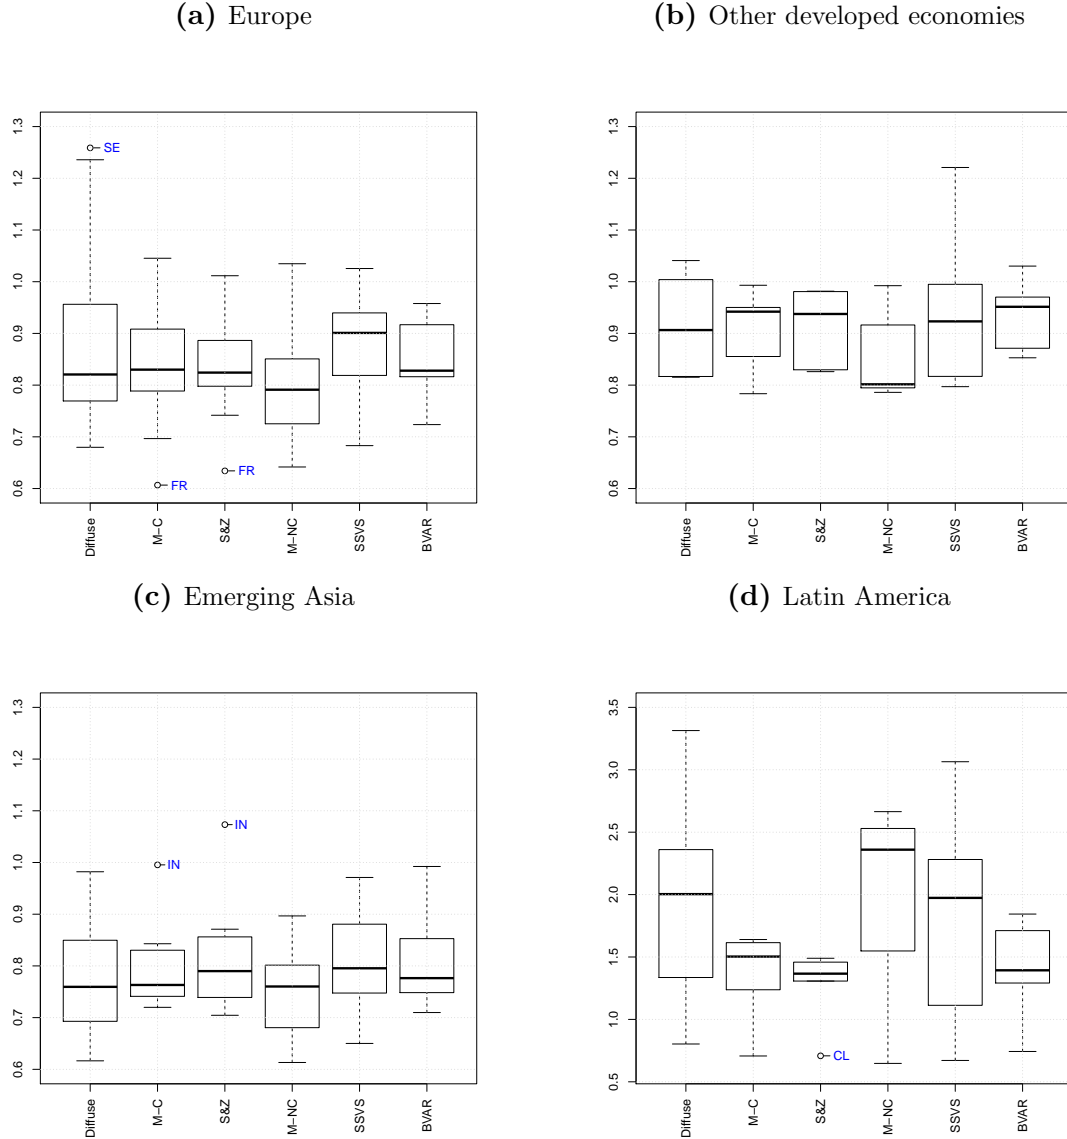 (a) Europe
(b) Other developed economies
1.3
1.2
1.1
1.0
0.9
0.8
0.7
0.6
SE
FR
FR
Diffuse
M−C
S&Z
M−NC
SSVS
BVAR
1.3
1.2
1.1
1.0
0.9
0.8
0.7
0.6
Diffuse
M−C
S&Z
M−NC
SSVS
BVAR
(c) Emerging Asia
(d) Latin America
1.3
1.2
1.1
1.0
0.9
0.8
0.7
0.6
IN
IN
Diffuse
M−C
S&Z
M−NC
SSVS
BVAR
3.5
3.0
2.5
2.0
1.5
1.0
0.5
CL
Diffuse
M−C
S&Z
M−NC
SSVS
BVAR